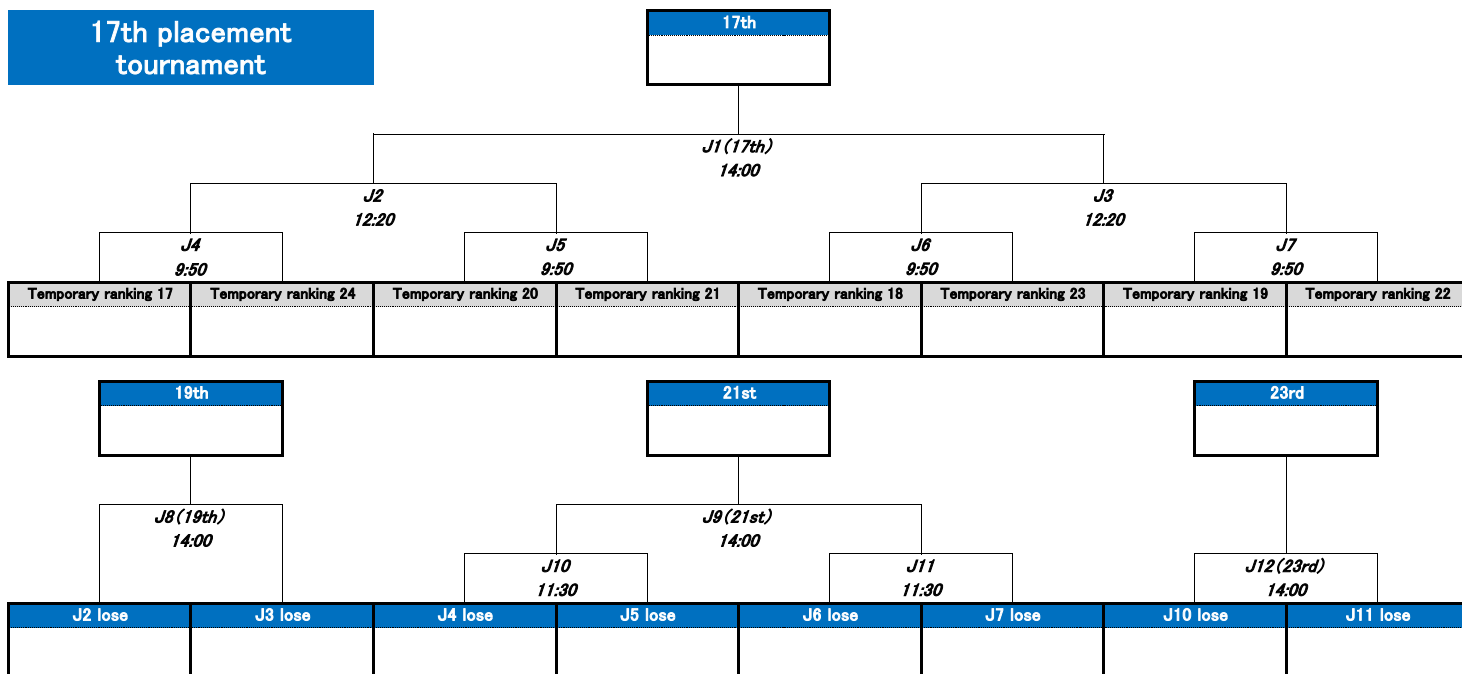 17th placement
tournament
17th
J1(17th)
14:00
J2
12:20
J3
12:20
J4
9:50
J5
9:50
J6
9:50
J7
9:50
Temporary ranking 17
Temporary ranking 24
Temporary ranking 20
Temporary ranking 21
Temporary ranking 18
Temporary ranking 23
Temporary ranking 19
Temporary ranking 22
19th
21st
23rd
J8(19th)
14:00
J9(21st)
14:00
J10
11:30
J11
11:30
J12(23rd)
14:00
J2 lose
J3 lose
J4 lose
J5 lose
J6 lose
J7 lose
J10 lose
J11 lose